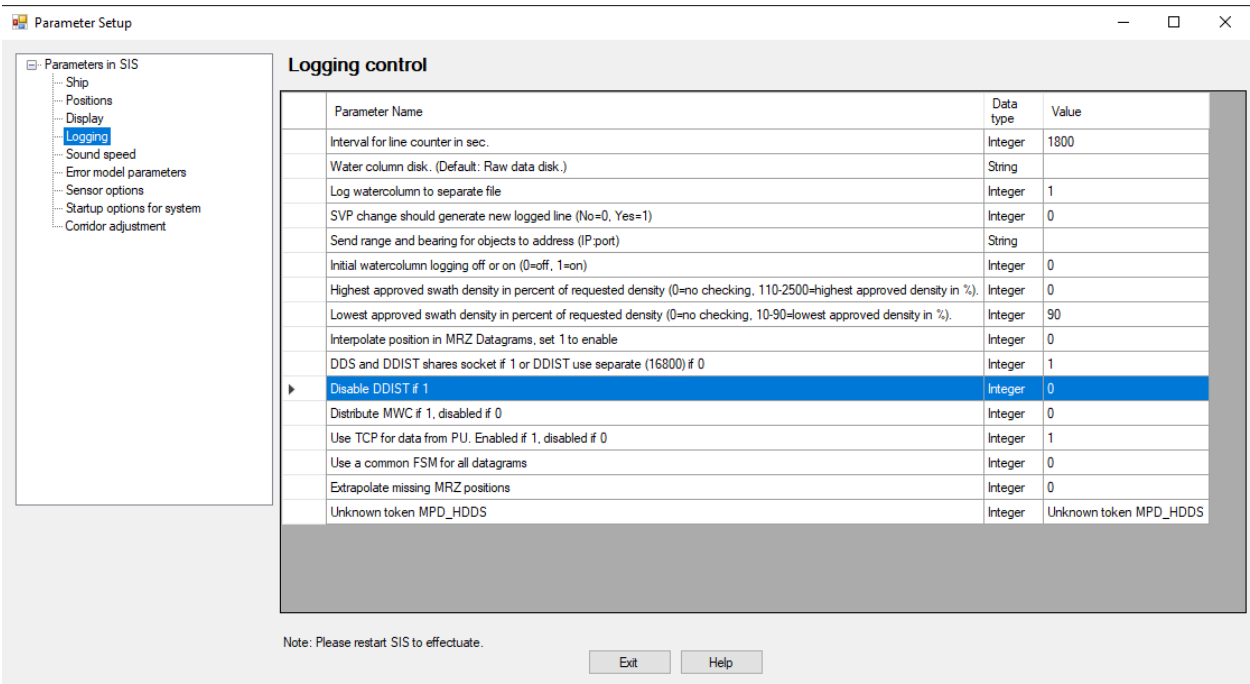 Parameter Setup
Parameters in SIS
Ship
Positions
Display
Logging
Sound speed
Error model parameters
Sensor options
Startup options for system
Corridor adjustment
Logging control
Parameter Name Data type Value
Interval for line counter in sec. Integer 1800
Water column disk. (Default: Raw data disk.) String
Log watercolumn to separate file Integer 1
SVP change should generate new logged line (No=0, Yes=1) Integer 0
Send range and bearing for objects to address (IP:port) String
Initial watercolumn logging off or on (0=off, 1=on) Integer 0
Highest approved swath density in percent of requested density (0=no checking, 110-2500=highest approved density in %). Integer 0
Lowest approved swath density in percent of requested density (0=no checking, 10-90=lowest approved density in %). Integer 90
Interpolate position in MRZ Datagrams, set 1 to enable Integer 0
DDS and DDIST shares socket if 1 or DDIST use separate (16800) if 0 Integer 1
Disable DDIST if 1 Integer 0
Distribute MWC if 1, disabled if 0 Integer 0
Use TCP for data from PU. Enabled if 1, disabled if 0 Integer 1
Use a common FSM for all datagrams Integer 0
Extrapolate missing MRZ positions Integer 0
Unknown token MPD_HDDS Integer Unknown token MPD_HDDS
Note: Please restart SIS to effectuate.
Exit Help